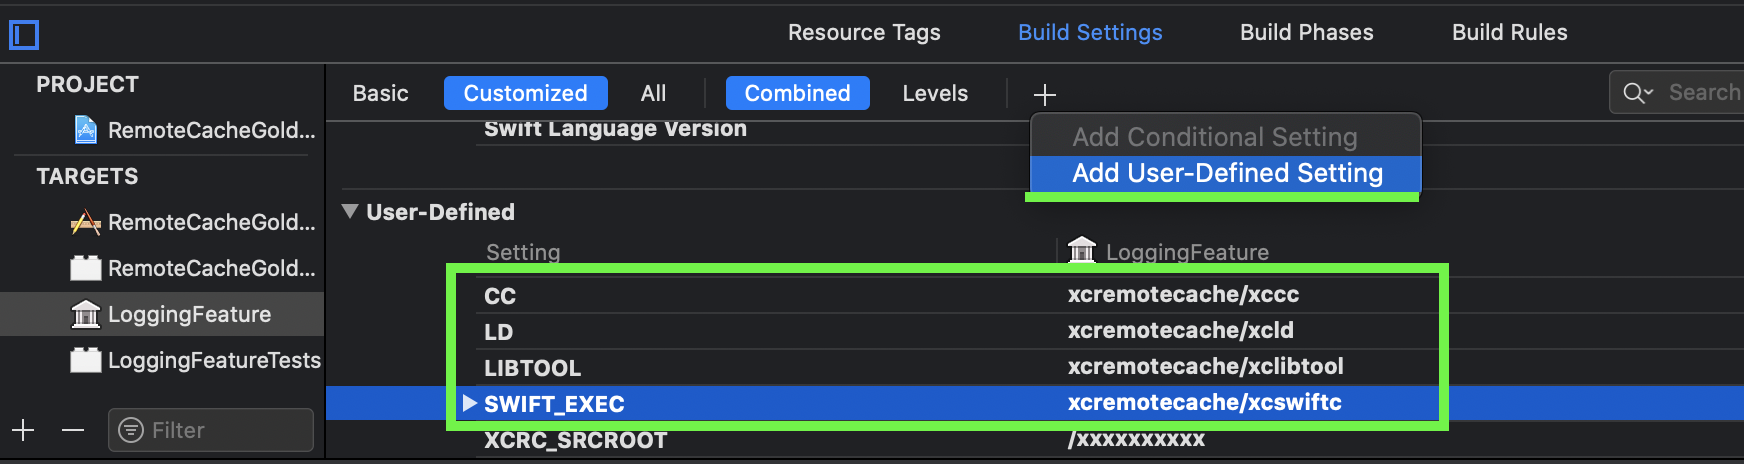 Resource Tags Build Settings Build Phases Build Rules
PROJECT
RemoteCacheGold...
TARGETS
RemoteCacheGold...
RemoteCacheGold...
LoggingFeature
LoggingFeatureTests
Filter
Basic Customized All Combined Levels Search
Add Conditional Setting
Add User-Defined Setting
Swift Language Version
User-Defined
Setting LoggingFeature
CC xcremotecache/xccc
LD xcremotecache/xcld
LIBTOOL xcremotecache/xclibtool
SWIFT_EXEC xcremotecache/xcswiftc
XCRC_SRCROOT /xxxxxxxxxx